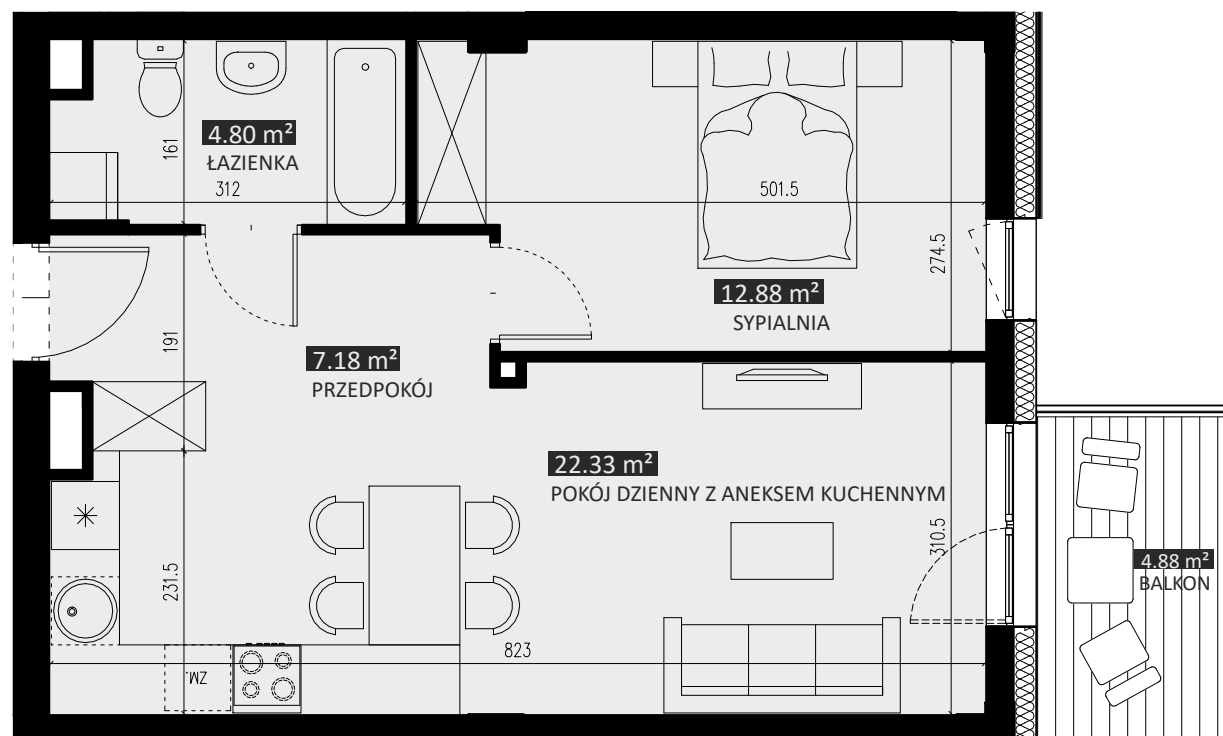 4.80 m²
ŁAZIENKA
161
312
501.5
274.5
12.88 m²
SYPIALNIA
191
7.18 m²
PRZEDPOKÓJ
22.33 m²
POKÓJ DZIENNY Z ANEKSEM KUCHENNYM
310.5
4.88 m²
BALKON
231.5
823
ZM.